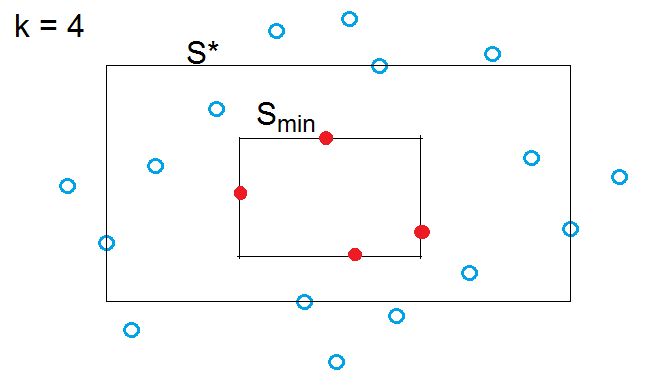 k = 4
S*
Smin